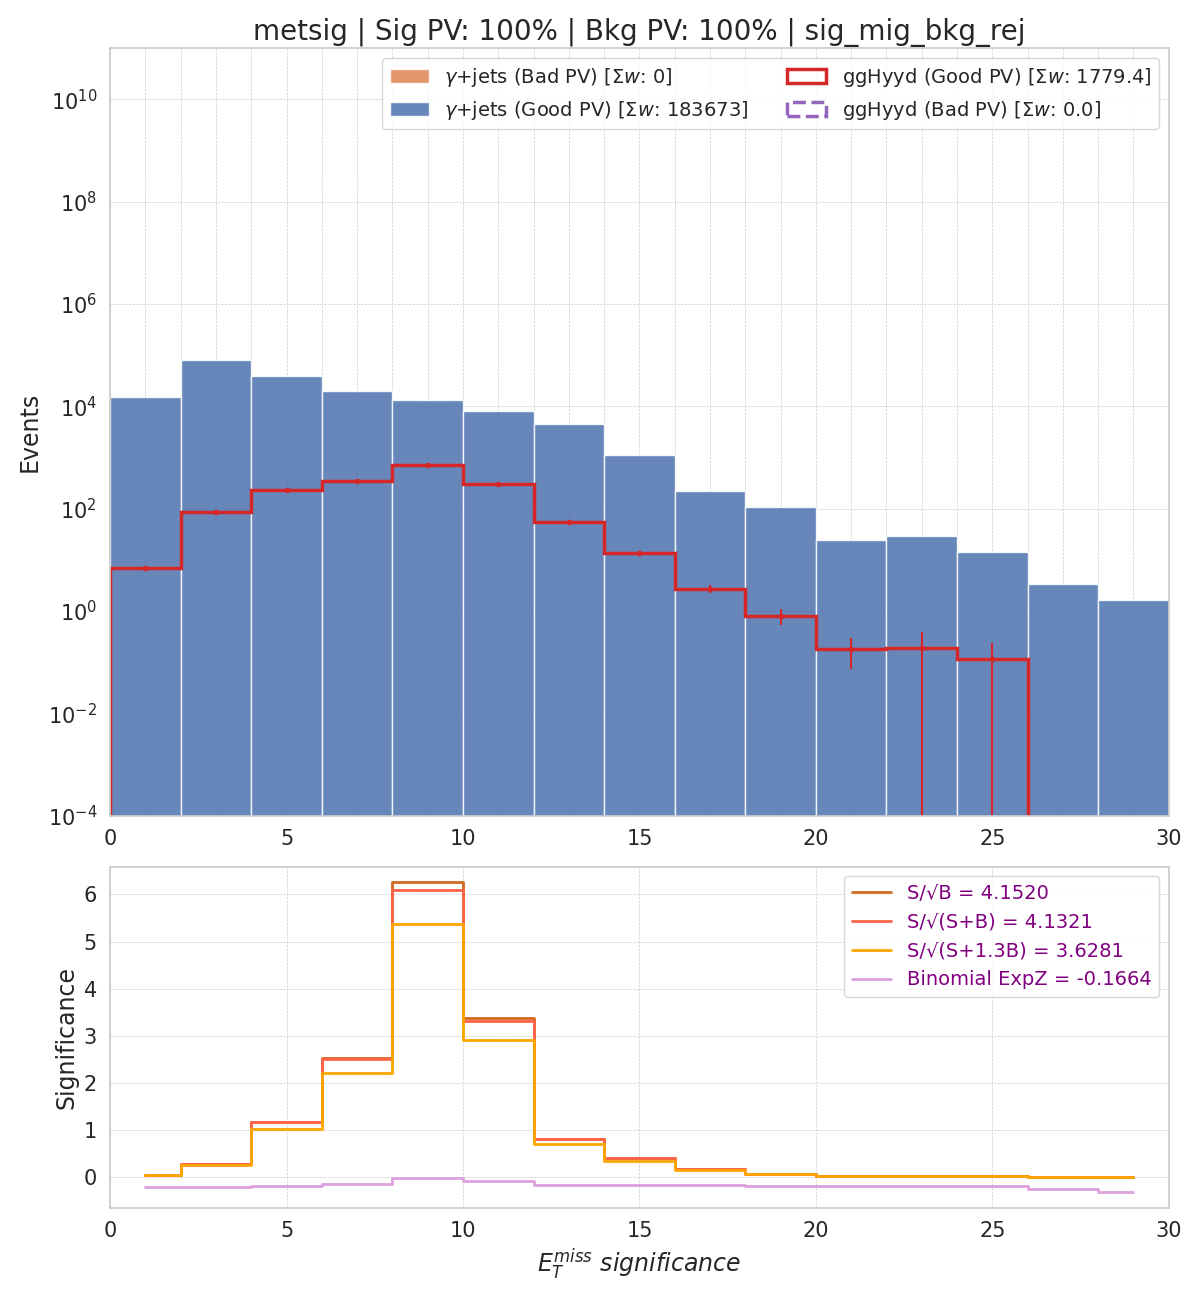 metsig | Sig PV: 100% | Bkg PV: 100% | sig_mig_bkg_rej
γ+jets (Bad PV) [Σw: 0]
γ+jets (Good PV) [Σw: 183673]
ggHyyd (Good PV) [Σw: 1779.4]
ggHyyd (Bad PV) [Σw: 0.0]
Events
10^10
10^8
10^6
10^4
10^2
10^0
10^−2
10^−4
0 5 10 15 20 25 30
S/√B = 4.1520
S/√(S+B) = 4.1321
S/√(S+1.3B) = 3.6281
Binomial ExpZ = -0.1664
Significance
6
5
4
3
2
1
0
0 5 10 15 20 25 30
E_T^miss significance